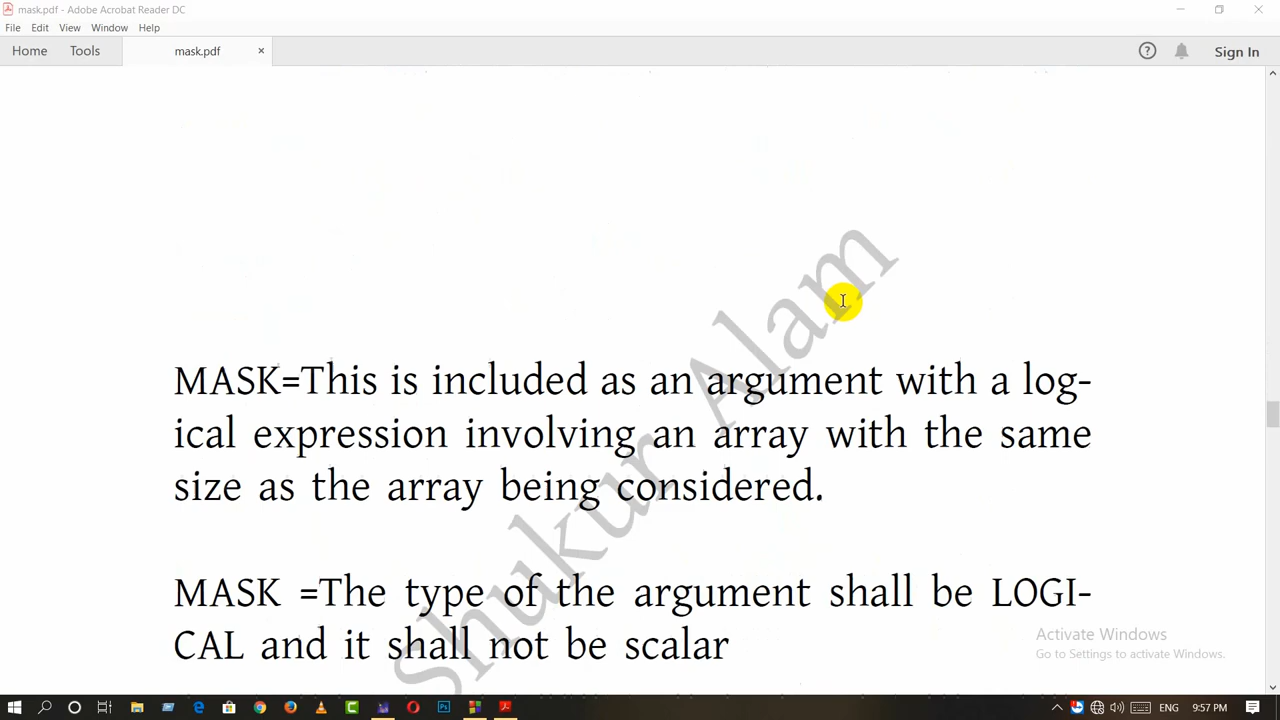 mask.pdf - Adobe Acrobat Reader DC
File Edit View Window Help
Home Tools mask.pdf × Sign In
MASK=This is included as an argument with a log-
ical expression involving an array with the same
size as the array being considered.
MASK =The type of the argument shall be LOGI-
CAL and it shall not be scalar
Shukur Alam
Activate Windows
Go to Settings to activate Windows.
ENG 9:57 PM